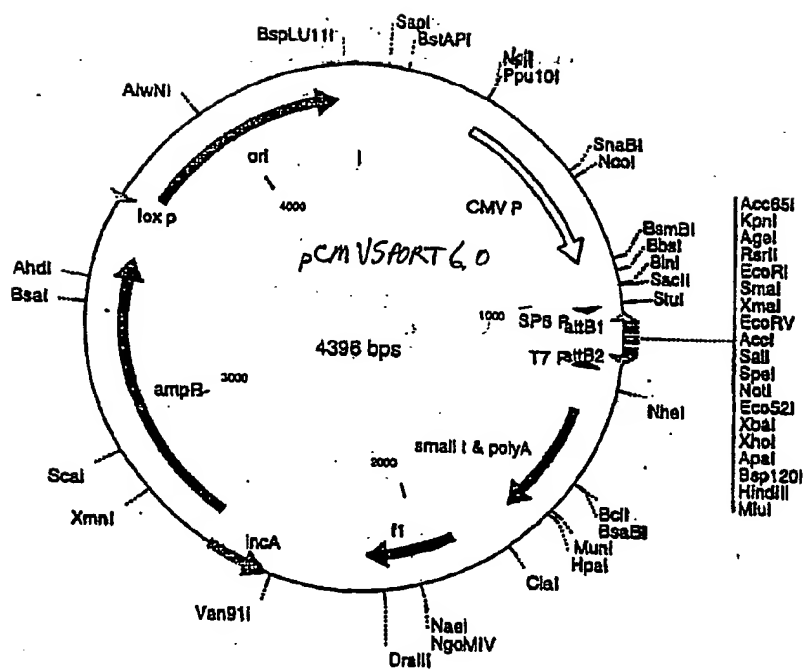 SapI
BspLU11I
BstAPI
NsiI
Ppu10I
AlwNI
SnaBI
NcoI
ori
4000
lox p
CMV P
Acc65I
KpnI
AgeI
RsrII
EcoRI
SmaI
XmaI
EcoRV
AccI
SalI
SpeI
NotI
Eco52I
XbaI
XhoI
ApaI
Bsp120I
HindIII
MluI
BsmBI
BbsI
BlnI
SacII
StuI
pCMVSPORT 6.0
AhdI
BsaI
1000
SP6 P
attB1
4396 bps
T7 P
attB2
ampR
3000
NheI
small t & polyA
2000
ScaI
XmnI
BclI
BsaBI
f1
incA
MunI
HpaI
ClaI
Van91I
NaeI
NgoMIV
DraIII